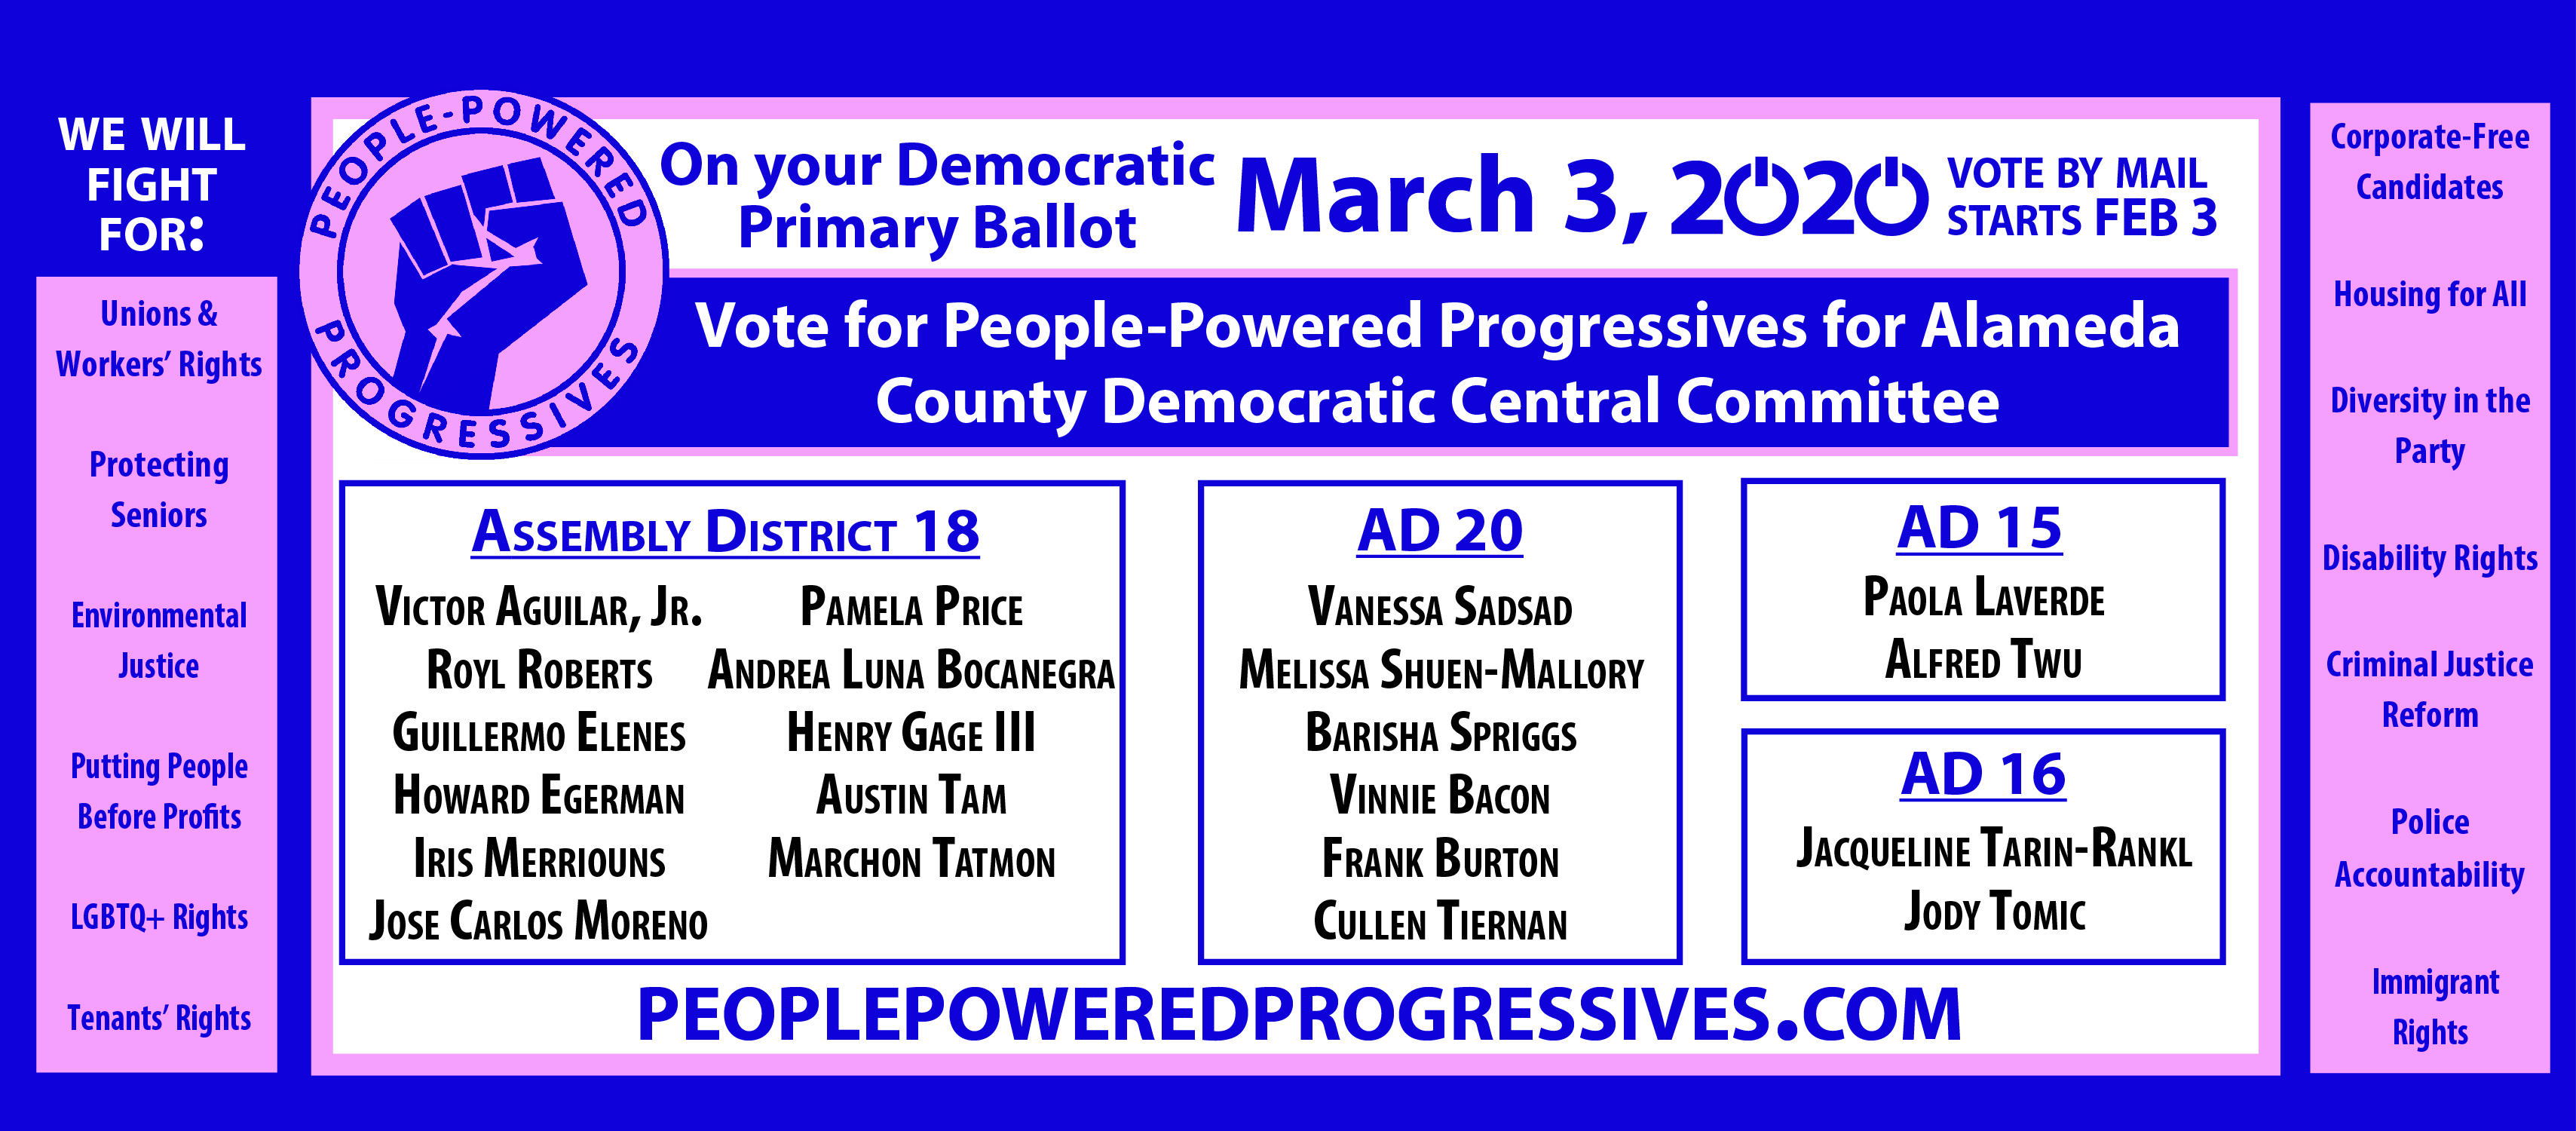 WE WILL
FIGHT
FOR:
Unions &
Workers’ Rights
Protecting
Seniors
Environmental
Justice
Putting People
Before Profits
LGBTQ+ Rights
Tenants’ Rights
PEOPLE-POWERED
PROGRESSIVES
On your Democratic
Primary Ballot
March 3, 2020
VOTE BY MAIL
STARTS FEB 3
Vote for People-Powered Progressives for Alameda
County Democratic Central Committee
Assembly District 18
Victor Aguilar, Jr.
Royl Roberts
Guillermo Elenes
Howard Egerman
Iris Merriouns
Jose Carlos Moreno
Pamela Price
Andrea Luna Bocanegra
Henry Gage III
Austin Tam
Marchon Tatmon
AD 20
Vanessa Sadsad
Melissa Shuen-Mallory
Barisha Spriggs
Vinnie Bacon
Frank Burton
Cullen Tiernan
AD 15
Paola Laverde
Alfred Twu
AD 16
Jacqueline Tarin-Rankl
Jody Tomic
PEOPLEPOWEREDPROGRESSIVES.COM
Corporate-Free
Candidates
Housing for All
Diversity in the
Party
Disability Rights
Criminal Justice
Reform
Police
Accountability
Immigrant
Rights